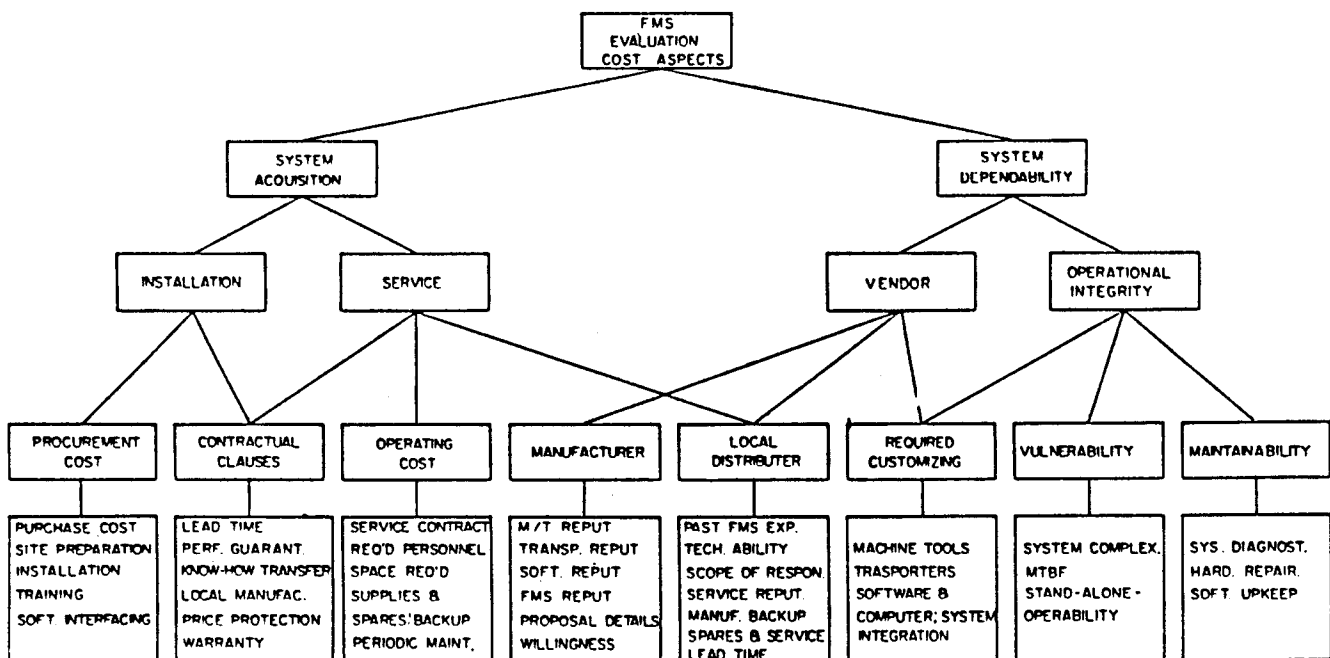 FMS
EVALUATION
COST ASPECTS
SYSTEM
ACQUISITION
SYSTEM
DEPENDABILITY
INSTALLATION
SERVICE
VENDOR
OPERATIONAL
INTEGRITY
PROCUREMENT
COST
CONTRACTUAL
CLAUSES
OPERATING
COST
MANUFACTURER
LOCAL
DISTRIBUTER
REQUIRED
CUSTOMIZING
VULNERABILITY
MAINTAINABILITY
PURCHASE COST
SITE PREPARATION
INSTALLATION
TRAINING
SOFT. INTERFACING
LEAD TIME
PERF. GUARANT.
KNOW-HOW TRANSFER
LOCAL MANUFAC.
PRICE PROTECTION
WARRANTY
SERVICE CONTRACT
REQ'D PERSONNEL
SPACE REQ'D
SUPPLIES &
SPARES' BACKUP
PERIODIC MAINT.
M/T REPUT
TRANSP. REPUT
SOFT. REPUT
FMS REPUT
PROPOSAL DETAILS
WILLINGNESS
PAST FMS EXP.
TECH. ABILITY
SCOPE OF RESPON.
SERVICE REPUT.
MANUF. BACKUP
SPARES & SERVICE
LEAD TIME
MACHINE TOOLS
TRASPORTERS
SOFTWARE &
COMPUTER; SYSTEM
INTEGRATION
SYSTEM COMPLEX.
MTBF
STAND-ALONE-
OPERABILITY
SYS. DIAGNOST.
HARD. REPAIR.
SOFT. UPKEEP